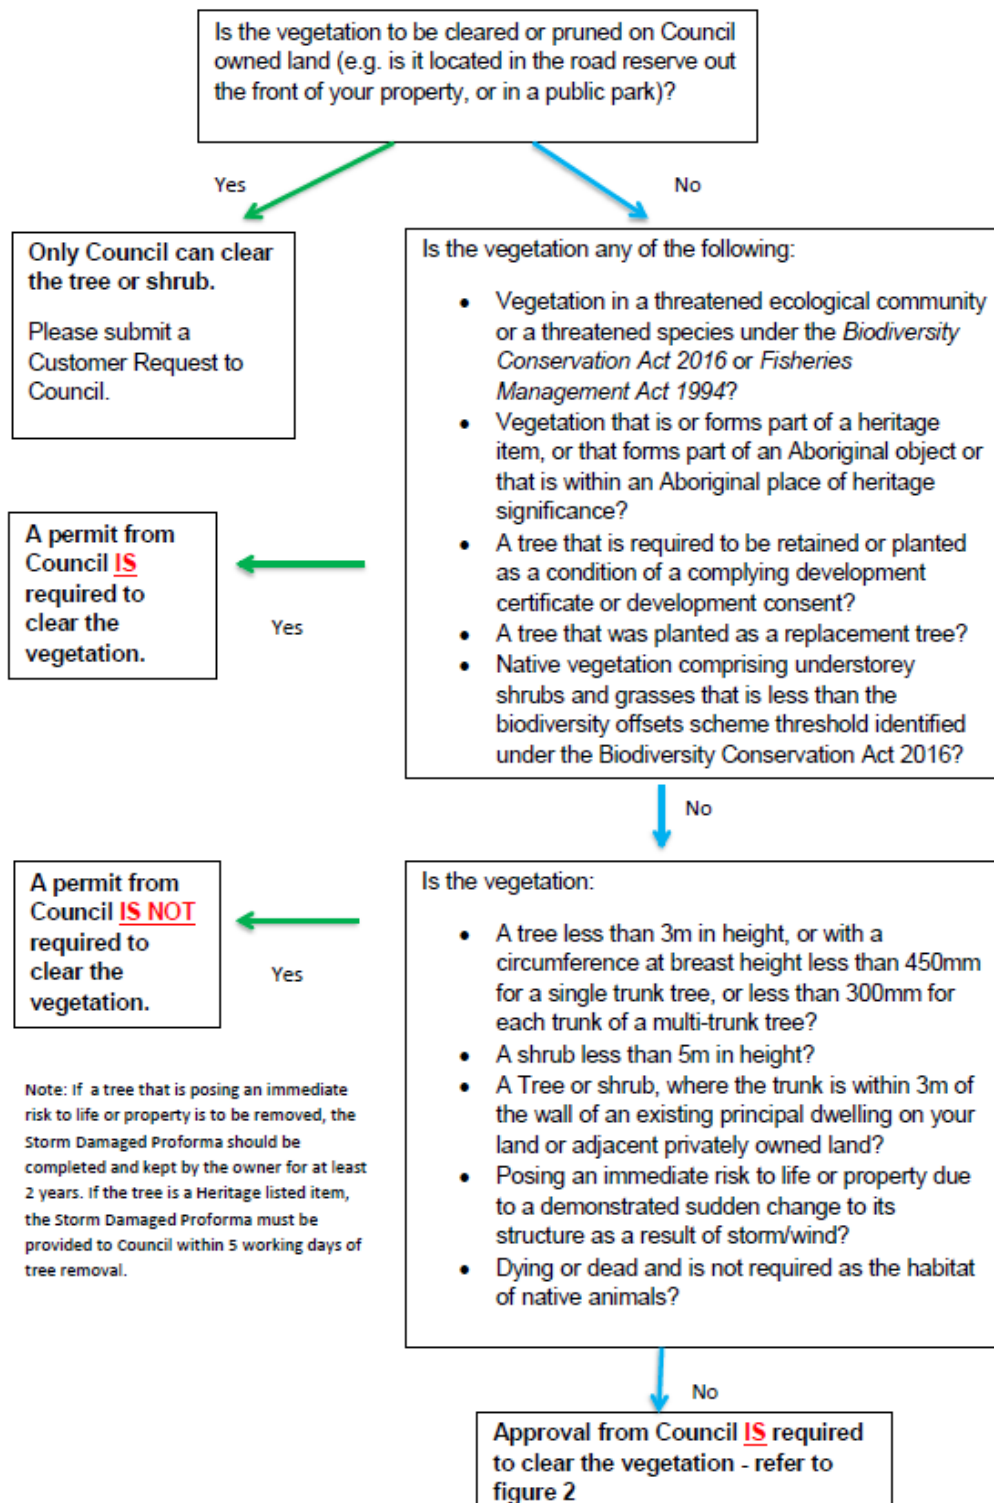 Is the vegetation to be cleared or pruned on Council
owned land (e.g. is it located in the road reserve out
the front of your property, or in a public park)?
Yes
No
Only Council can clear
the tree or shrub.
Please submit a
Customer Request to
Council.
Is the vegetation any of the following:
• Vegetation in a threatened ecological community
or a threatened species under the Biodiversity
Conservation Act 2016 or Fisheries
Management Act 1994?
• Vegetation that is or forms part of a heritage
item, or that forms part of an Aboriginal object or
that is within an Aboriginal place of heritage
significance?
• A tree that is required to be retained or planted
as a condition of a complying development
certificate or development consent?
• A tree that was planted as a replacement tree?
• Native vegetation comprising understorey
shrubs and grasses that is less than the
biodiversity offsets scheme threshold identified
under the Biodiversity Conservation Act 2016?
Yes
A permit from
Council IS
required to
clear the
vegetation.
No
Is the vegetation:
• A tree less than 3m in height, or with a
circumference at breast height less than 450mm
for a single trunk tree, or less than 300mm for
each trunk of a multi-trunk tree?
• A shrub less than 5m in height?
• A Tree or shrub, where the trunk is within 3m of
the wall of an existing principal dwelling on your
land or adjacent privately owned land?
• Posing an immediate risk to life or property due
to a demonstrated sudden change to its
structure as a result of storm/wind?
• Dying or dead and is not required as the habitat
of native animals?
Yes
A permit from
Council IS NOT
required to
clear the
vegetation.
Note: If a tree that is posing an immediate
risk to life or property is to be removed, the
Storm Damaged Proforma should be
completed and kept by the owner for at least
2 years. If the tree is a Heritage listed item,
the Storm Damaged Proforma must be
provided to Council within 5 working days of
tree removal.
No
Approval from Council IS required
to clear the vegetation - refer to
figure 2